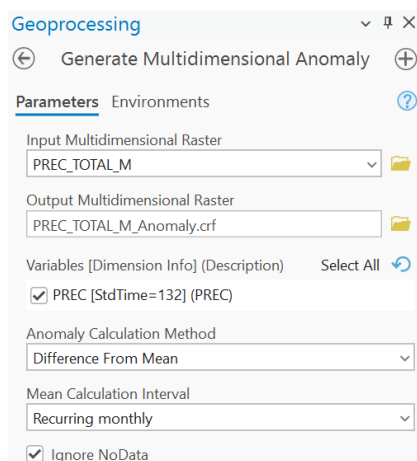 Geoprocessing
Generate Multidimensional Anomaly
Parameters Environments
Input Multidimensional Raster
PREC_TOTAL_M
Output Multidimensional Raster
PREC_TOTAL_M_Anomaly.crf
Variables [Dimension Info] (Description) Select All
PREC [StdTime=132] (PREC)
Anomaly Calculation Method
Difference From Mean
Mean Calculation Interval
Recurring monthly
Ignore NoData